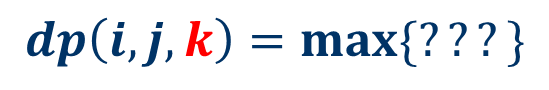 dp(i,j,k) = max{???}